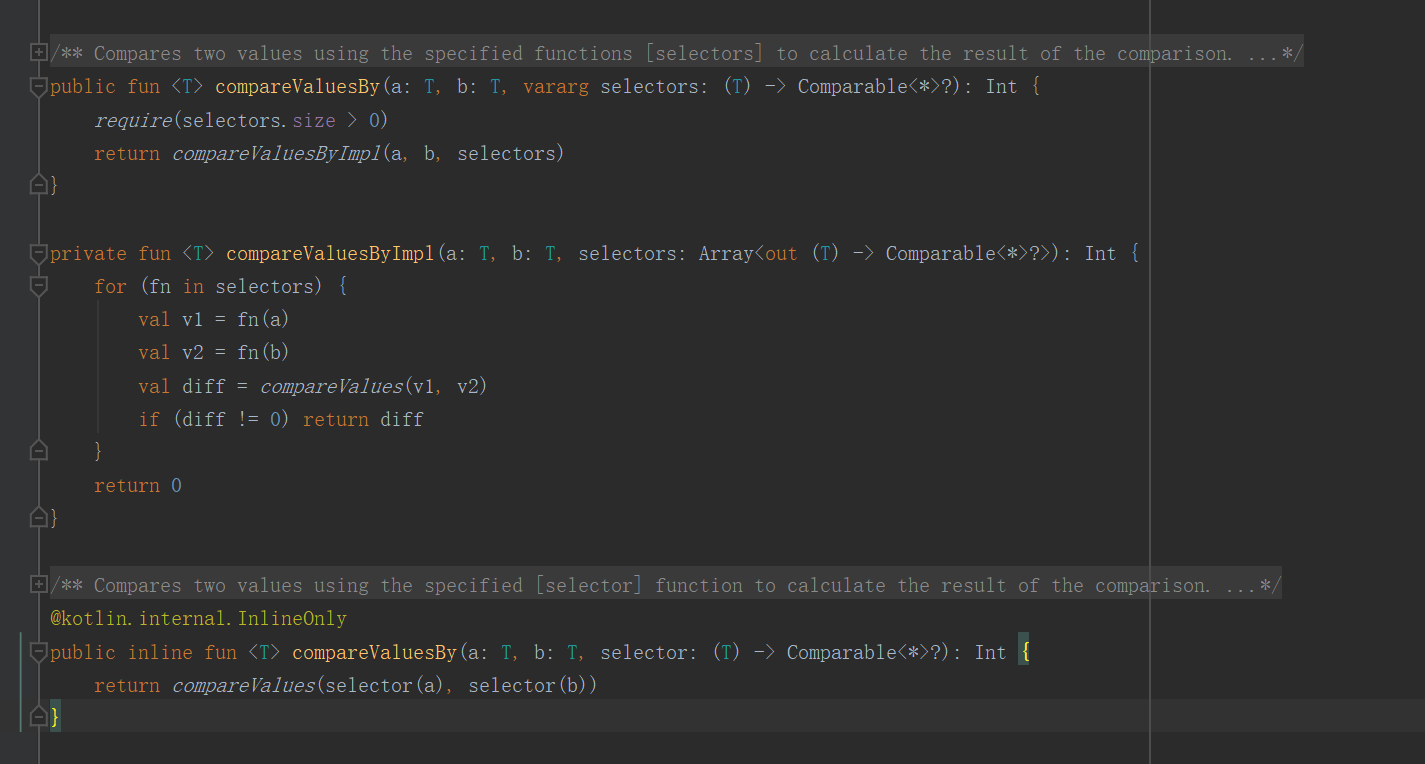 /** Compares two values using the specified functions [selectors] to calculate the result of the comparison. ...*/
public fun <T> compareValuesBy(a: T, b: T, vararg selectors: (T) -> Comparable<*>?): Int {
    require(selectors.size > 0)
    return compareValuesByImpl(a, b, selectors)
}
private fun <T> compareValuesByImpl(a: T, b: T, selectors: Array<out (T) -> Comparable<*>?>): Int {
    for (fn in selectors) {
        val v1 = fn(a)
        val v2 = fn(b)
        val diff = compareValues(v1, v2)
        if (diff != 0) return diff
    }
    return 0
}
/** Compares two values using the specified [selector] function to calculate the result of the comparison. ...*/
@kotlin.internal.InlineOnly
public inline fun <T> compareValuesBy(a: T, b: T, selector: (T) -> Comparable<*>?): Int {
    return compareValues(selector(a), selector(b))
}